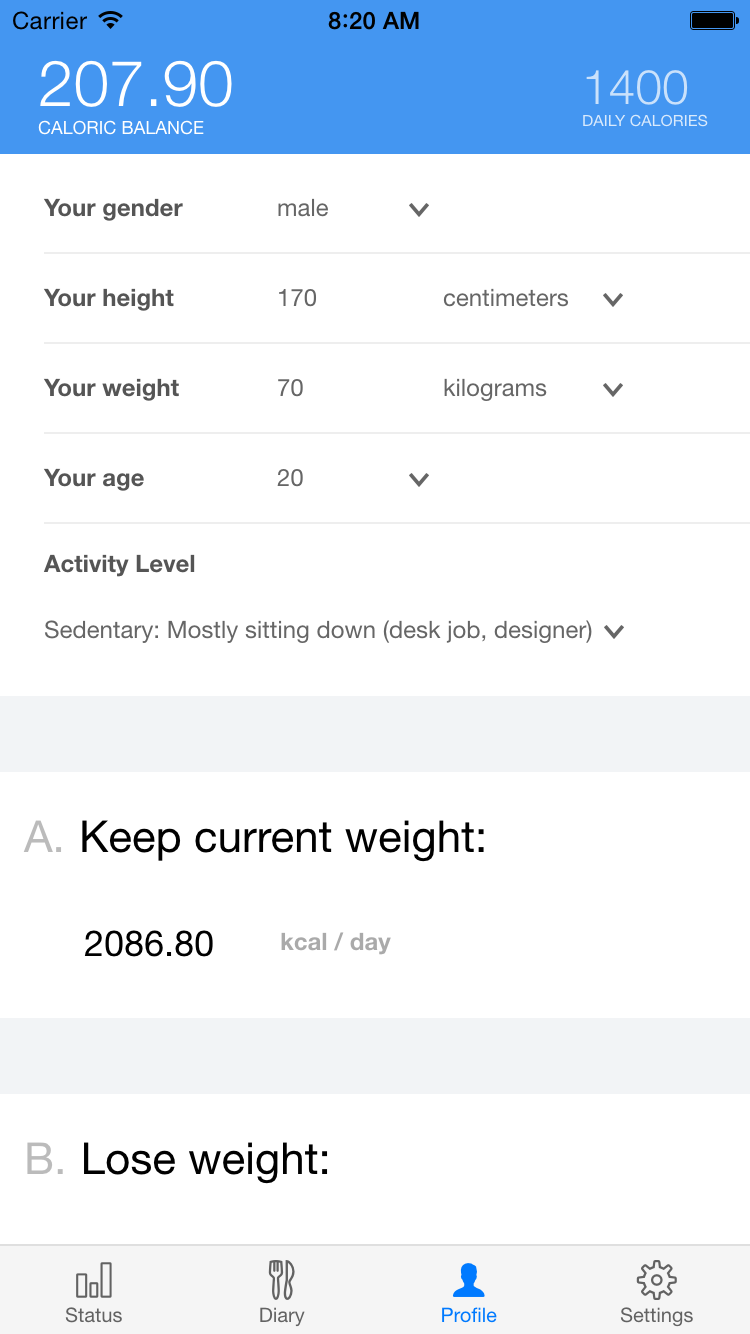 Carrier 8:20 AM
207.90 1400
CALORIC BALANCE DAILY CALORIES
Your gender male
Your height 170 centimeters
Your weight 70 kilograms
Your age 20
Activity Level
Sedentary: Mostly sitting down (desk job, designer)
A. Keep current weight:
2086.80 kcal / day
B. Lose weight:
Status Diary Profile Settings